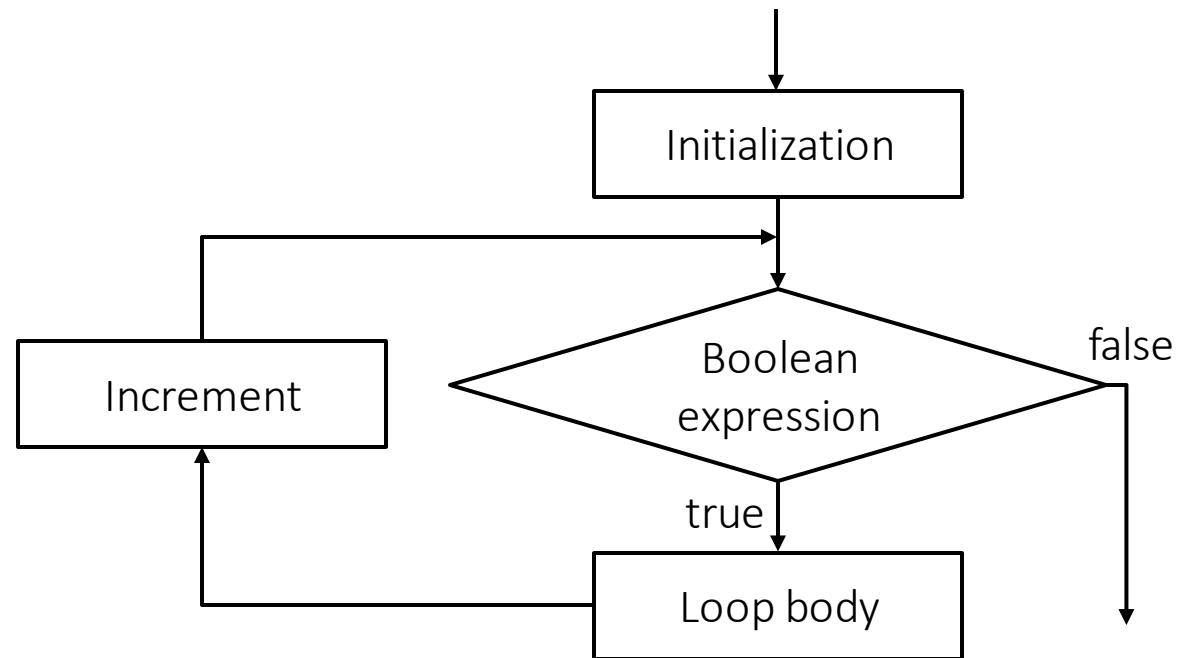 Initialization
Boolean
expression
false
Increment
true
Loop body